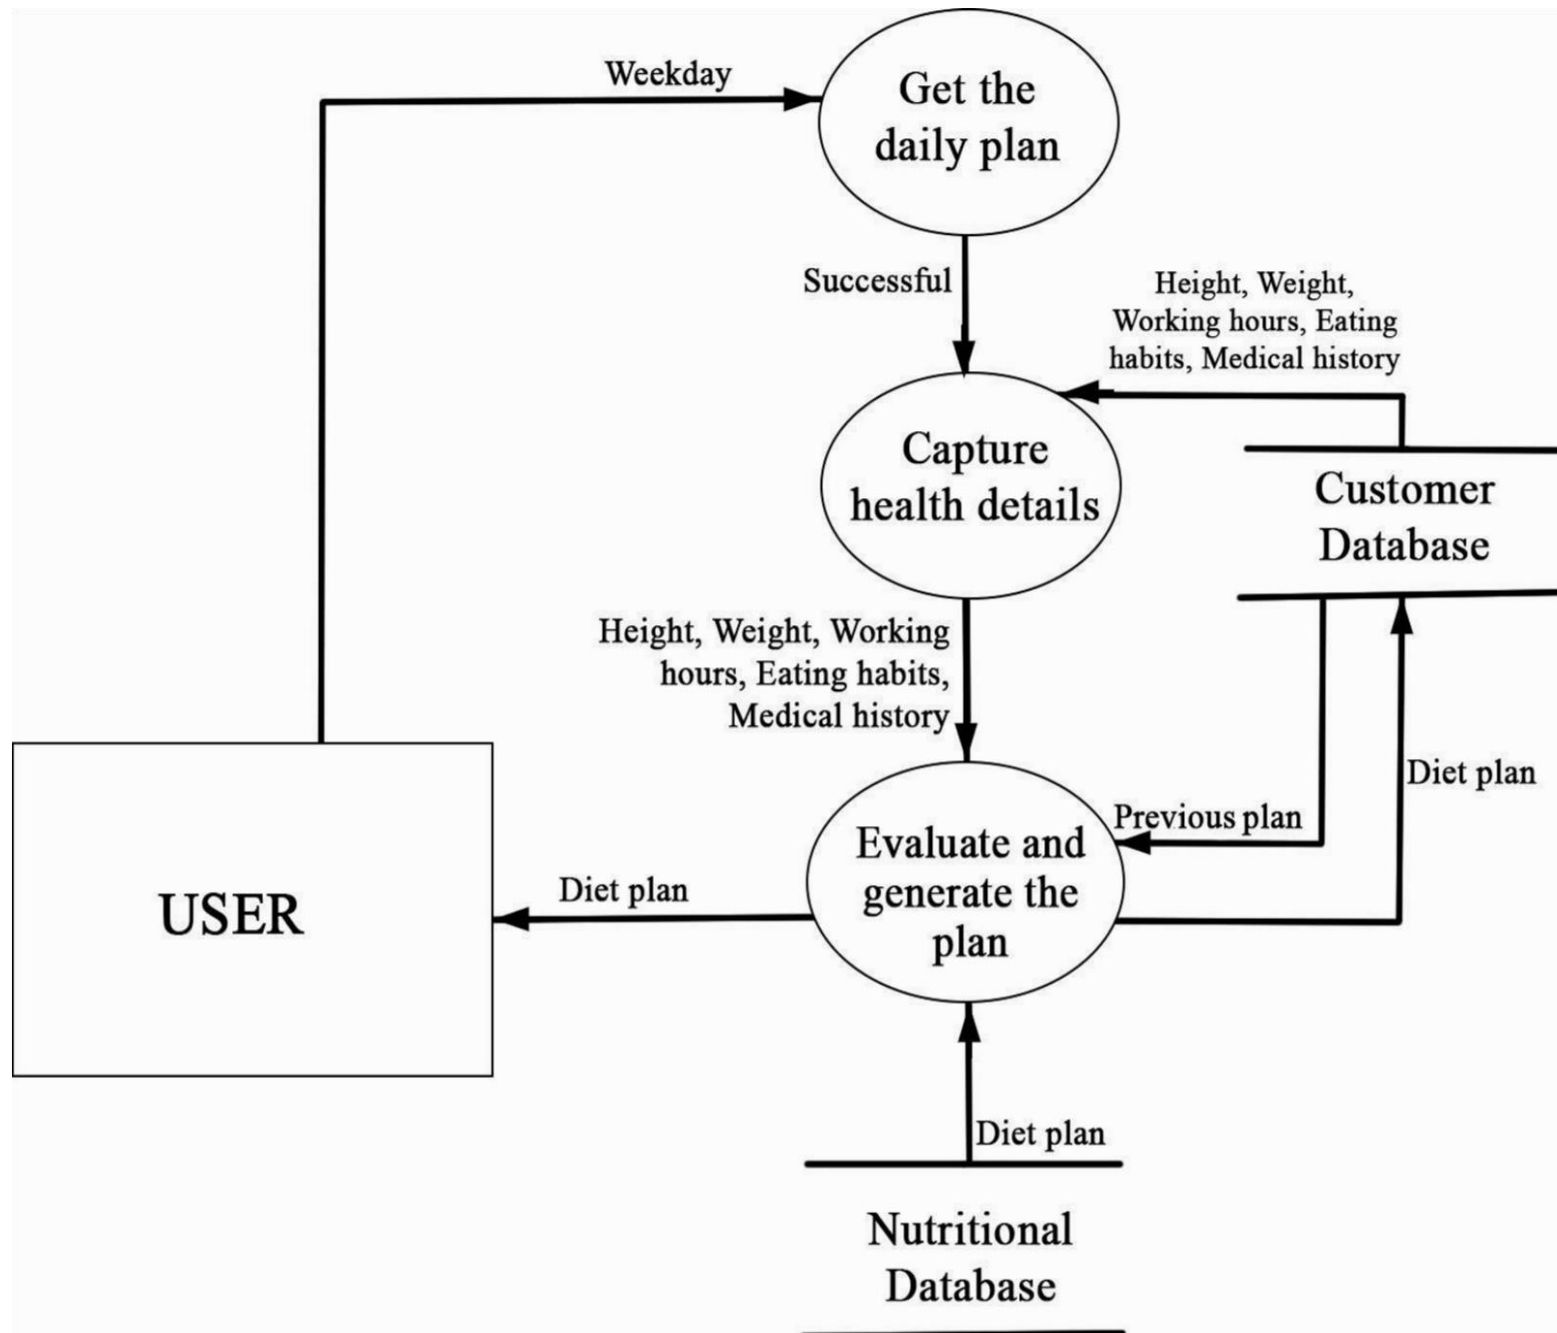 Weekday
Get the
daily plan
Successful
Height, Weight,
Working hours, Eating
habits, Medical history
Capture
health details
Customer
Database
Height, Weight, Working
hours, Eating habits,
Medical history
Diet plan
Previous plan
Evaluate and
generate the
plan
Diet plan
USER
Diet plan
Nutritional
Database